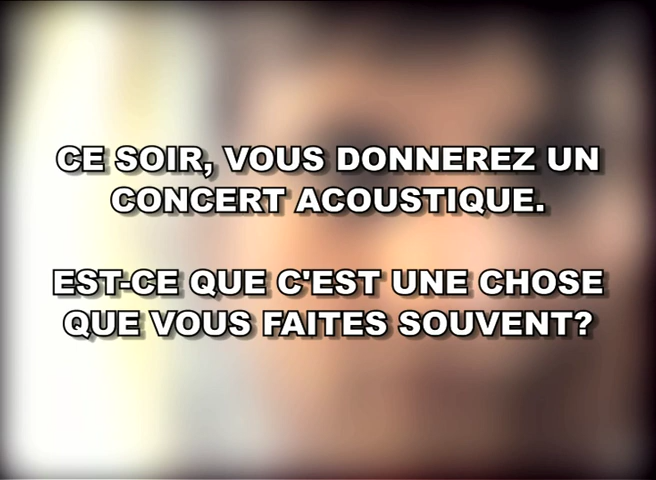 CE SOIR, VOUS DONNEREZ UN
CONCERT ACOUSTIQUE.
EST-CE QUE C'EST UNE CHOSE
QUE VOUS FAITES SOUVENT?